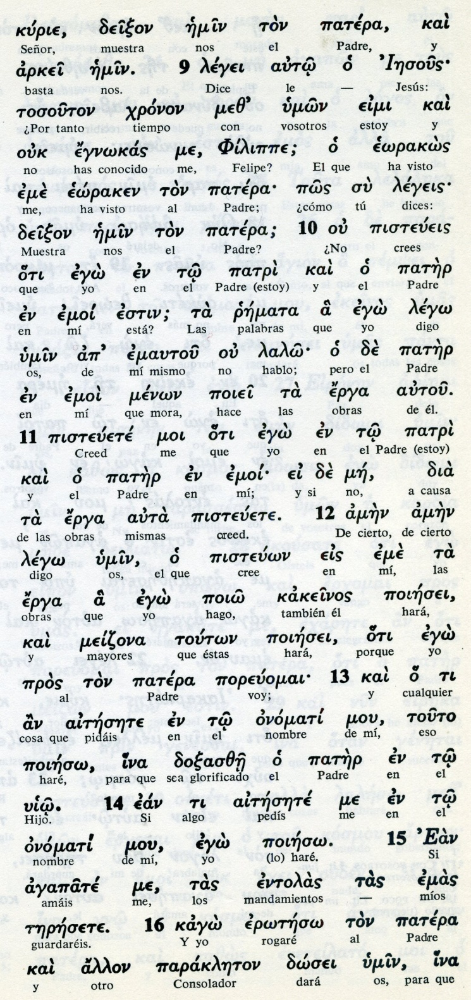 κύριε, δεῖξον ἡμῖν τὸν πατέρα, καὶ
Señor, muestra nos el Padre, y
ἀρκεῖ ἡμῖν. 9 λέγει αὐτῷ ὁ Ἰησοῦς·
basta nos. Dice le — Jesús:
τοσοῦτον χρόνον μεθ’ ὑμῶν εἰμι καὶ
¿Por tanto tiempo con vosotros estoy y
οὐκ ἔγνωκάς με, Φίλιππε; ὁ ἑωρακὼς
no has conocido me, Felipe? El que ha visto
ἐμὲ ἑώρακεν τὸν πατέρα· πῶς σὺ λέγεις·
me, ha visto al Padre; ¿cómo tú dices:
δεῖξον ἡμῖν τὸν πατέρα; 10 οὐ πιστεύεις
Muestra nos el Padre? ¿No crees
ὅτι ἐγὼ ἐν τῷ πατρὶ καὶ ὁ πατὴρ
que yo en el Padre (estoy) y el Padre
ἐν ἐμοί ἐστιν; τὰ ῥήματα ἃ ἐγὼ λέγω
en mí está? Las palabras que yo digo
ὑμῖν ἀπ’ ἐμαυτοῦ οὐ λαλῶ· ὁ δὲ πατὴρ
os, de mí mismo no hablo; pero el Padre
ἐν ἐμοὶ μένων ποιεῖ τὰ ἔργα αὐτοῦ.
en mí que mora, hace las obras de él.
11 πιστεύετέ μοι ὅτι ἐγὼ ἐν τῷ πατρὶ
Creed me que yo en el Padre (estoy)
καὶ ὁ πατὴρ ἐν ἐμοί· εἰ δὲ μή, διὰ
y el Padre en mí; y si no, a causa
τὰ ἔργα αὐτὰ πιστεύετε. 12 ἀμὴν ἀμὴν
de las obras mismas creed. De cierto, de cierto
λέγω ὑμῖν, ὁ πιστεύων εἰς ἐμὲ τὰ
digo os, el que cree en mí, las
ἔργα ἃ ἐγὼ ποιῶ κἀκεῖνος ποιήσει,
obras que yo hago, también él hará,
καὶ μείζονα τούτων ποιήσει, ὅτι ἐγὼ
y mayores que éstas hará, porque yo
πρὸς τὸν πατέρα πορεύομαι· 13 καὶ ὅ τι
al Padre voy; y cualquier
ἂν αἰτήσητε ἐν τῷ ὀνόματί μου, τοῦτο
cosa que pidáis en el nombre de mí, eso
ποιήσω, ἵνα δοξασθῇ ὁ πατὴρ ἐν τῷ
haré, para que sea glorificado el Padre en el
υἱῷ. 14 ἐάν τι αἰτήσητέ με ἐν τῷ
Hijo. Si algo pedís me en el
ὀνόματί μου, ἐγὼ ποιήσω. 15 Ἐὰν
nombre de mí, yo (lo) haré. Si
ἀγαπᾶτέ με, τὰς ἐντολὰς τὰς ἐμὰς
amáis me, los mandamientos míos
τηρήσετε. 16 κἀγὼ ἐρωτήσω τὸν πατέρα
guardaréis. Y yo rogaré al Padre
καὶ ἄλλον παράκλητον δώσει ὑμῖν, ἵνα
y otro Consolador dará os, para que